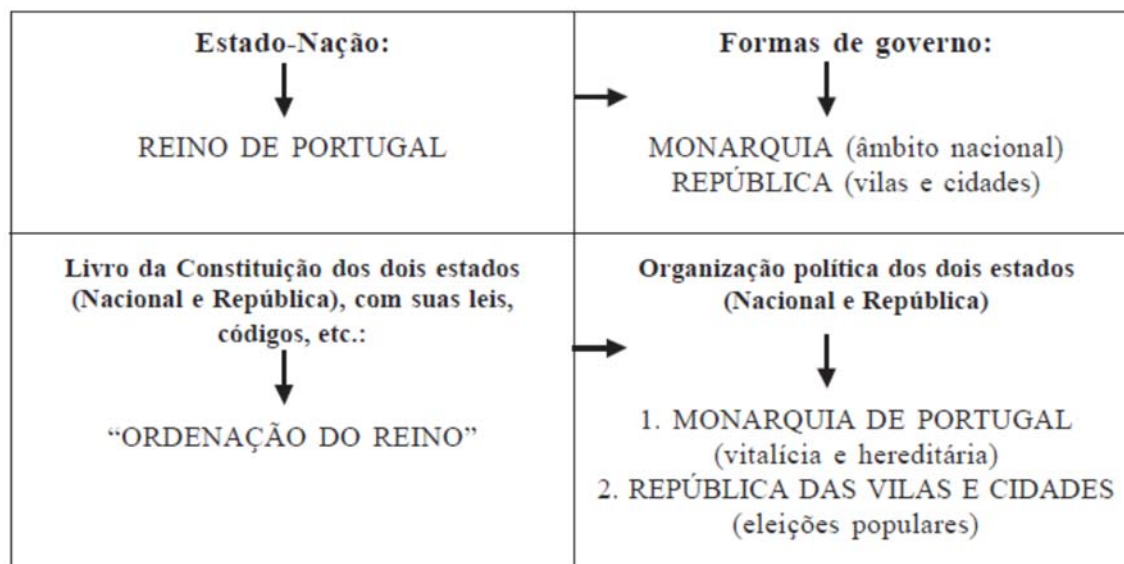 Estado-Nação:
REINO DE PORTUGAL
Formas de governo:
MONARQUIA (âmbito nacional)
REPÚBLICA (vilas e cidades)
Livro da Constituição dos dois estados
(Nacional e República), com suas leis,
códigos, etc.:
“ORDENAÇÃO DO REINO”
Organização política dos dois estados
(Nacional e República)
1. MONARQUIA DE PORTUGAL
(vitalícia e hereditária)
2. REPÚBLICA DAS VILAS E CIDADES
(eleições populares)